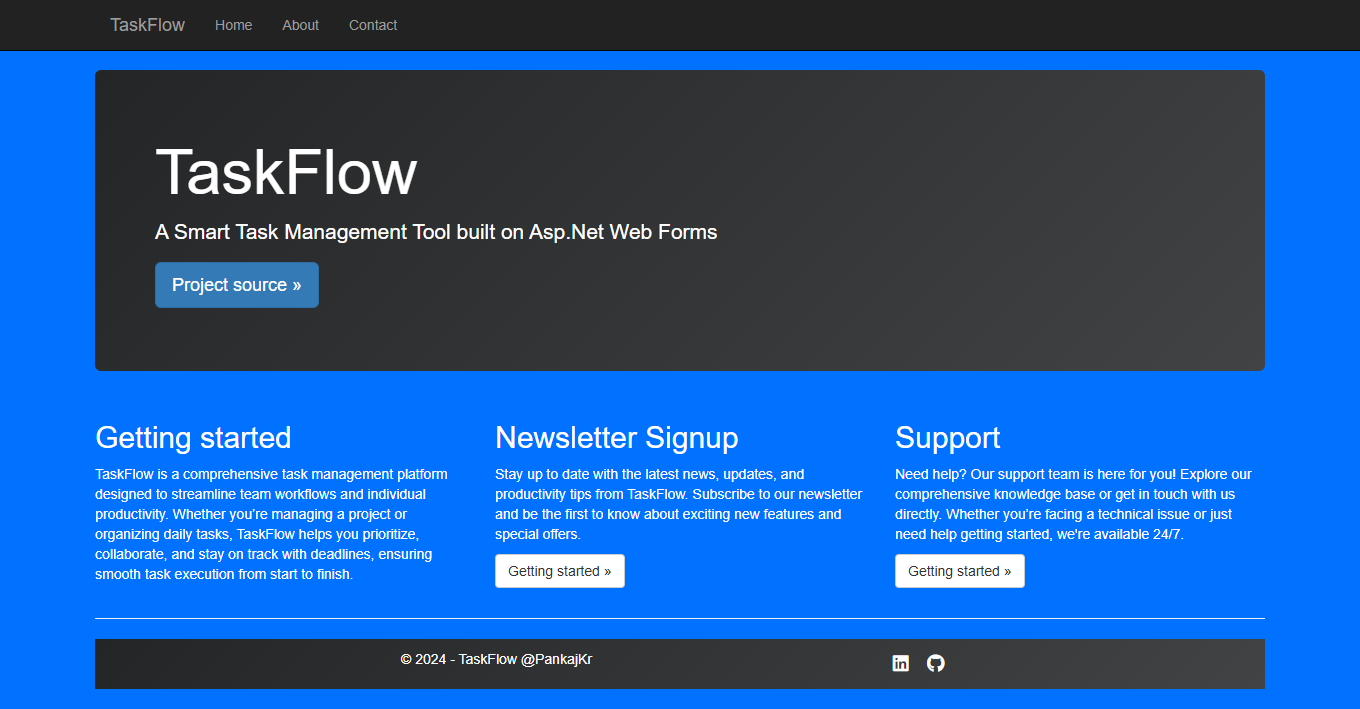 TaskFlow Home About Contact
TaskFlow
A Smart Task Management Tool built on Asp.Net Web Forms
Project source »
Getting started
TaskFlow is a comprehensive task management platform
designed to streamline team workflows and individual
productivity. Whether you’re managing a project or
organizing daily tasks, TaskFlow helps you prioritize,
collaborate, and stay on track with deadlines, ensuring
smooth task execution from start to finish.
Newsletter Signup
Stay up to date with the latest news, updates, and
productivity tips from TaskFlow. Subscribe to our newsletter
and be the first to know about exciting new features and
special offers.
Getting started »
Support
Need help? Our support team is here for you! Explore our
comprehensive knowledge base or get in touch with us
directly. Whether you’re facing a technical issue or just
need help getting started, we're available 24/7.
Getting started »
© 2024 - TaskFlow @PankajKr